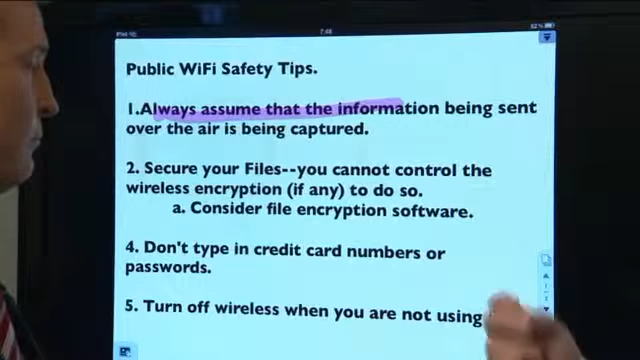 7:48
Public WiFi Safety Tips.
1.Always assume that the information being sent
over the air is being captured.
2. Secure your Files--you cannot control the
wireless encryption (if any) to do so.
a. Consider file encryption software.
4. Don't type in credit card numbers or
passwords.
5. Turn off wireless when you are not using